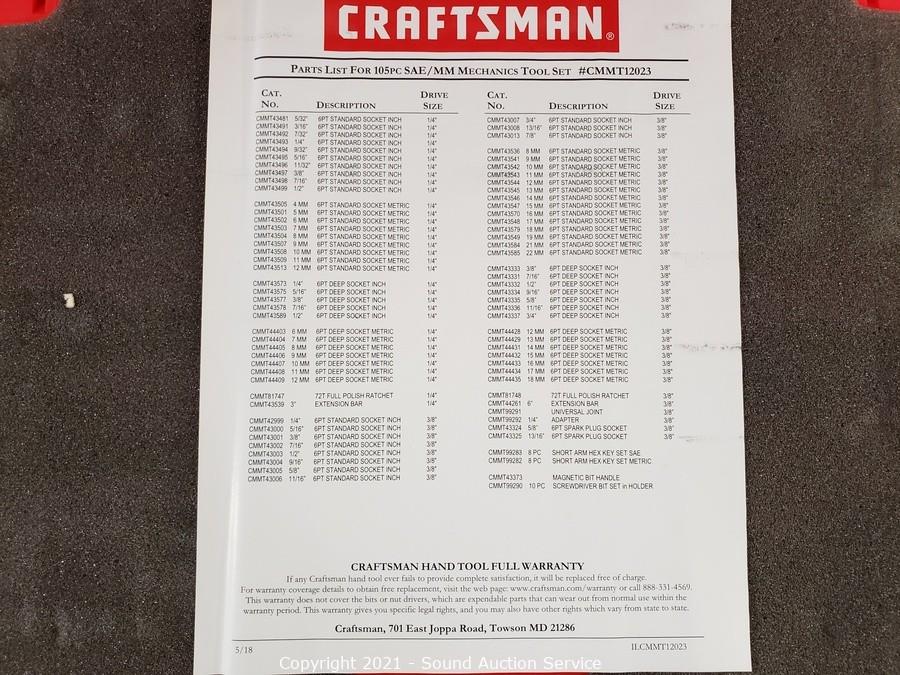 CRAFTSMAN®
PARTS LIST FOR 105PC SAE/MM MECHANICS TOOL SET #CMMT12023
CAT. NO. DESCRIPTION DRIVE SIZE
CMMT43481 5/32" 6PT STANDARD SOCKET INCH 1/4"
CMMT43491 3/16" 6PT STANDARD SOCKET INCH 1/4"
CMMT43492 7/32" 6PT STANDARD SOCKET INCH 1/4"
CMMT43493 1/4" 6PT STANDARD SOCKET INCH 1/4"
CMMT43494 9/32" 6PT STANDARD SOCKET INCH 1/4"
CMMT43495 5/16" 6PT STANDARD SOCKET INCH 1/4"
CMMT43496 11/32" 6PT STANDARD SOCKET INCH 1/4"
CMMT43497 3/8" 6PT STANDARD SOCKET INCH 1/4"
CMMT43498 7/16" 6PT STANDARD SOCKET INCH 1/4"
CMMT43499 1/2" 6PT STANDARD SOCKET INCH 1/4"
CMMT43505 4 MM 6PT STANDARD SOCKET METRIC 1/4"
CMMT43501 5 MM 6PT STANDARD SOCKET METRIC 1/4"
CMMT43502 6 MM 6PT STANDARD SOCKET METRIC 1/4"
CMMT43503 7 MM 6PT STANDARD SOCKET METRIC 1/4"
CMMT43504 8 MM 6PT STANDARD SOCKET METRIC 1/4"
CMMT43507 9 MM 6PT STANDARD SOCKET METRIC 1/4"
CMMT43508 10 MM 6PT STANDARD SOCKET METRIC 1/4"
CMMT43509 11 MM 6PT STANDARD SOCKET METRIC 1/4"
CMMT43513 12 MM 6PT STANDARD SOCKET METRIC 1/4"
CMMT43573 1/4" 6PT DEEP SOCKET INCH 1/4"
CMMT43575 5/16" 6PT DEEP SOCKET INCH 1/4"
CMMT43577 3/8" 6PT DEEP SOCKET INCH 1/4"
CMMT43578 7/16" 6PT DEEP SOCKET INCH 1/4"
CMMT43589 1/2" 6PT DEEP SOCKET INCH 1/4"
CMMT44403 6 MM 6PT DEEP SOCKET METRIC 1/4"
CMMT44404 7 MM 6PT DEEP SOCKET METRIC 1/4"
CMMT44405 8 MM 6PT DEEP SOCKET METRIC 1/4"
CMMT44406 9 MM 6PT DEEP SOCKET METRIC 1/4"
CMMT44407 10 MM 6PT DEEP SOCKET METRIC 1/4"
CMMT44408 11 MM 6PT DEEP SOCKET METRIC 1/4"
CMMT44409 12 MM 6PT DEEP SOCKET METRIC 1/4"
CMMT81747 72T FULL POLISH RATCHET 1/4"
CMMT43539 3" EXTENSION BAR 1/4"
CMMT42999 1/4" 6PT STANDARD SOCKET INCH 3/8"
CMMT43000 5/16" 6PT STANDARD SOCKET INCH 3/8"
CMMT43001 3/8" 6PT STANDARD SOCKET INCH 3/8"
CMMT43002 7/16" 6PT STANDARD SOCKET INCH 3/8"
CMMT43003 1/2" 6PT STANDARD SOCKET INCH 3/8"
CMMT43004 9/16" 6PT STANDARD SOCKET INCH 3/8"
CMMT43005 5/8" 6PT STANDARD SOCKET INCH 3/8"
CMMT43006 11/16" 6PT STANDARD SOCKET INCH 3/8"
CAT. NO. DESCRIPTION DRIVE SIZE
CMMT43007 3/4" 6PT STANDARD SOCKET INCH 3/8"
CMMT43008 13/16" 6PT STANDARD SOCKET INCH 3/8"
CMMT43013 7/8" 6PT STANDARD SOCKET INCH 3/8"
CMMT43536 8 MM 6PT STANDARD SOCKET METRIC 3/8"
CMMT43541 9 MM 6PT STANDARD SOCKET METRIC 3/8"
CMMT43542 10 MM 6PT STANDARD SOCKET METRIC 3/8"
CMMT43543 11 MM 6PT STANDARD SOCKET METRIC 3/8"
CMMT43544 12 MM 6PT STANDARD SOCKET METRIC 3/8"
CMMT43545 13 MM 6PT STANDARD SOCKET METRIC 3/8"
CMMT43546 14 MM 6PT STANDARD SOCKET METRIC 3/8"
CMMT43547 15 MM 6PT STANDARD SOCKET METRIC 3/8"
CMMT43570 16 MM 6PT STANDARD SOCKET METRIC 3/8"
CMMT43548 17 MM 6PT STANDARD SOCKET METRIC 3/8"
CMMT43579 18 MM 6PT STANDARD SOCKET METRIC 3/8"
CMMT43549 19 MM 6PT STANDARD SOCKET METRIC 3/8"
CMMT43584 21 MM 6PT STANDARD SOCKET METRIC 3/8"
CMMT43585 22 MM 6PT STANDARD SOCKET METRIC 3/8"
CMMT43333 3/8" 6PT DEEP SOCKET INCH 3/8"
CMMT43331 7/16" 6PT DEEP SOCKET INCH 3/8"
CMMT43332 1/2" 6PT DEEP SOCKET INCH 3/8"
CMMT43334 9/16" 6PT DEEP SOCKET INCH 3/8"
CMMT43335 5/8" 6PT DEEP SOCKET INCH 3/8"
CMMT43336 11/16" 6PT DEEP SOCKET INCH 3/8"
CMMT43337 3/4" 6PT DEEP SOCKET INCH 3/8"
CMMT44428 12 MM 6PT DEEP SOCKET METRIC 3/8"
CMMT44429 13 MM 6PT DEEP SOCKET METRIC 3/8"
CMMT44431 14 MM 6PT DEEP SOCKET METRIC 3/8"
CMMT44432 15 MM 6PT DEEP SOCKET METRIC 3/8"
CMMT44433 16 MM 6PT DEEP SOCKET METRIC 3/8"
CMMT44434 17 MM 6PT DEEP SOCKET METRIC 3/8"
CMMT44435 18 MM 6PT DEEP SOCKET METRIC 3/8"
CMMT81748 72T FULL POLISH RATCHET 3/8"
CMMT44261 6" EXTENSION BAR 3/8"
CMMT99291 UNIVERSAL JOINT 3/8"
CMMT99292 1/4" ADAPTER 3/8"
CMMT43324 5/8" 6PT SPARK PLUG SOCKET 3/8"
CMMT43325 13/16" 6PT SPARK PLUG SOCKET 3/8"
CMMT99283 8 PC SHORT ARM HEX KEY SET SAE
CMMT99282 8 PC SHORT ARM HEX KEY SET METRIC
CMMT43373 MAGNETIC BIT HANDLE
CMMT99290 10 PC SCREWDRIVER BIT SET in HOLDER
CRAFTSMAN HAND TOOL FULL WARRANTY
If any Craftsman hand tool ever fails to provide complete satisfaction, it will be replaced free of charge.
For warranty coverage details to obtain free replacement, visit the web page: www.craftsman.com/warranty or call 888-331-4569.
This warranty does not cover the bits or nut drivers, which are expendable parts that can wear out from normal use within the
warranty period. This warranty gives you specific legal rights, and you may also have other rights which vary from state to state.
Craftsman, 701 East Joppa Road, Towson MD 21286
5/18 ILCMMT12023
Copyright 2021 - Sound Auction Service